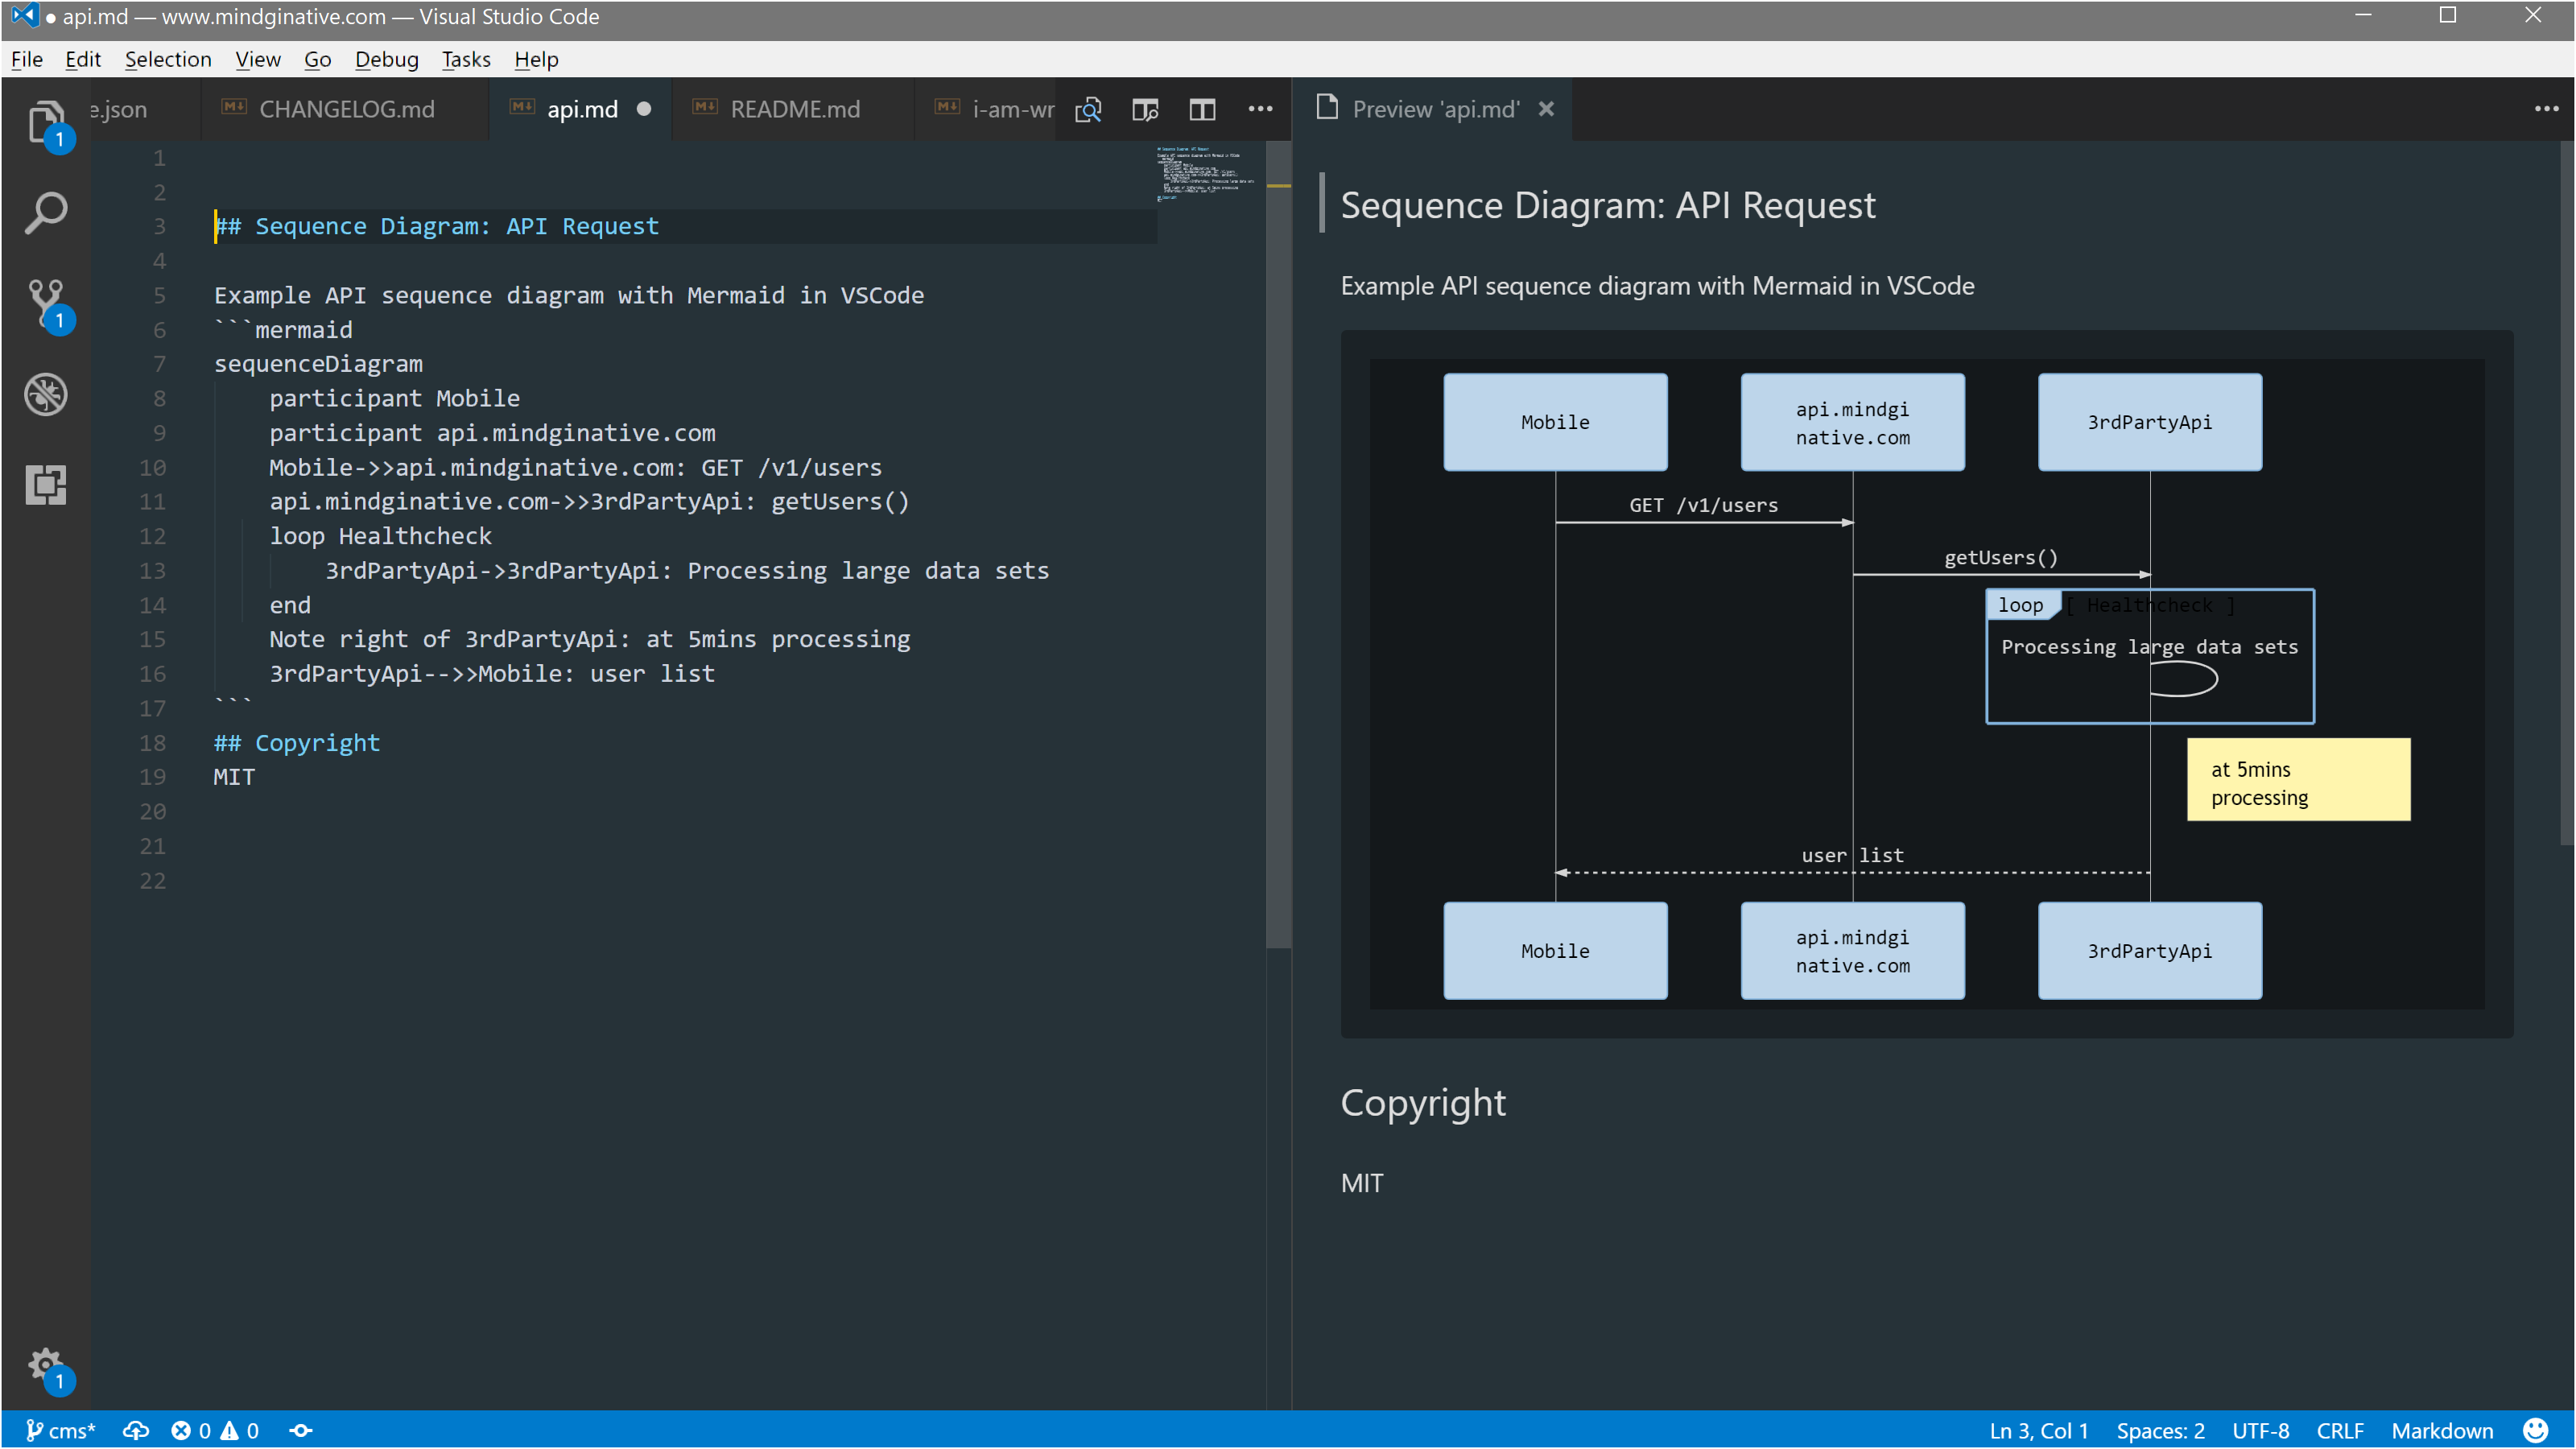 ● api.md — www.mindginative.com — Visual Studio Code
File Edit Selection View Go Debug Tasks Help
e.json CHANGELOG.md api.md ● README.md i-am-wr ••• Preview 'api.md' ×
1
1
1
1
2
3 ## Sequence Diagram: API Request
4
5 Example API sequence diagram with Mermaid in VSCode
6 ```mermaid
7 sequenceDiagram
8 participant Mobile
9 participant api.mindginative.com
10 Mobile->>api.mindginative.com: GET /v1/users
11 api.mindginative.com->>3rdPartyApi: getUsers()
12 loop Healthcheck
13 3rdPartyApi->3rdPartyApi: Processing large data sets
14 end
15 Note right of 3rdPartyApi: at 5mins processing
16 3rdPartyApi-->>Mobile: user list
17 ```
18 ## Copyright
19 MIT
20
21
22
Sequence Diagram: API Request
Example API sequence diagram with Mermaid in VSCode
Mobile
api.mindgi
native.com
3rdPartyApi
GET /v1/users
getUsers()
loop [ Healthcheck ]
Processing large data sets
at 5mins
processing
user list
Mobile
api.mindgi
native.com
3rdPartyApi
Copyright
MIT
cms* 0 0 Ln 3, Col 1 Spaces: 2 UTF-8 CRLF Markdown